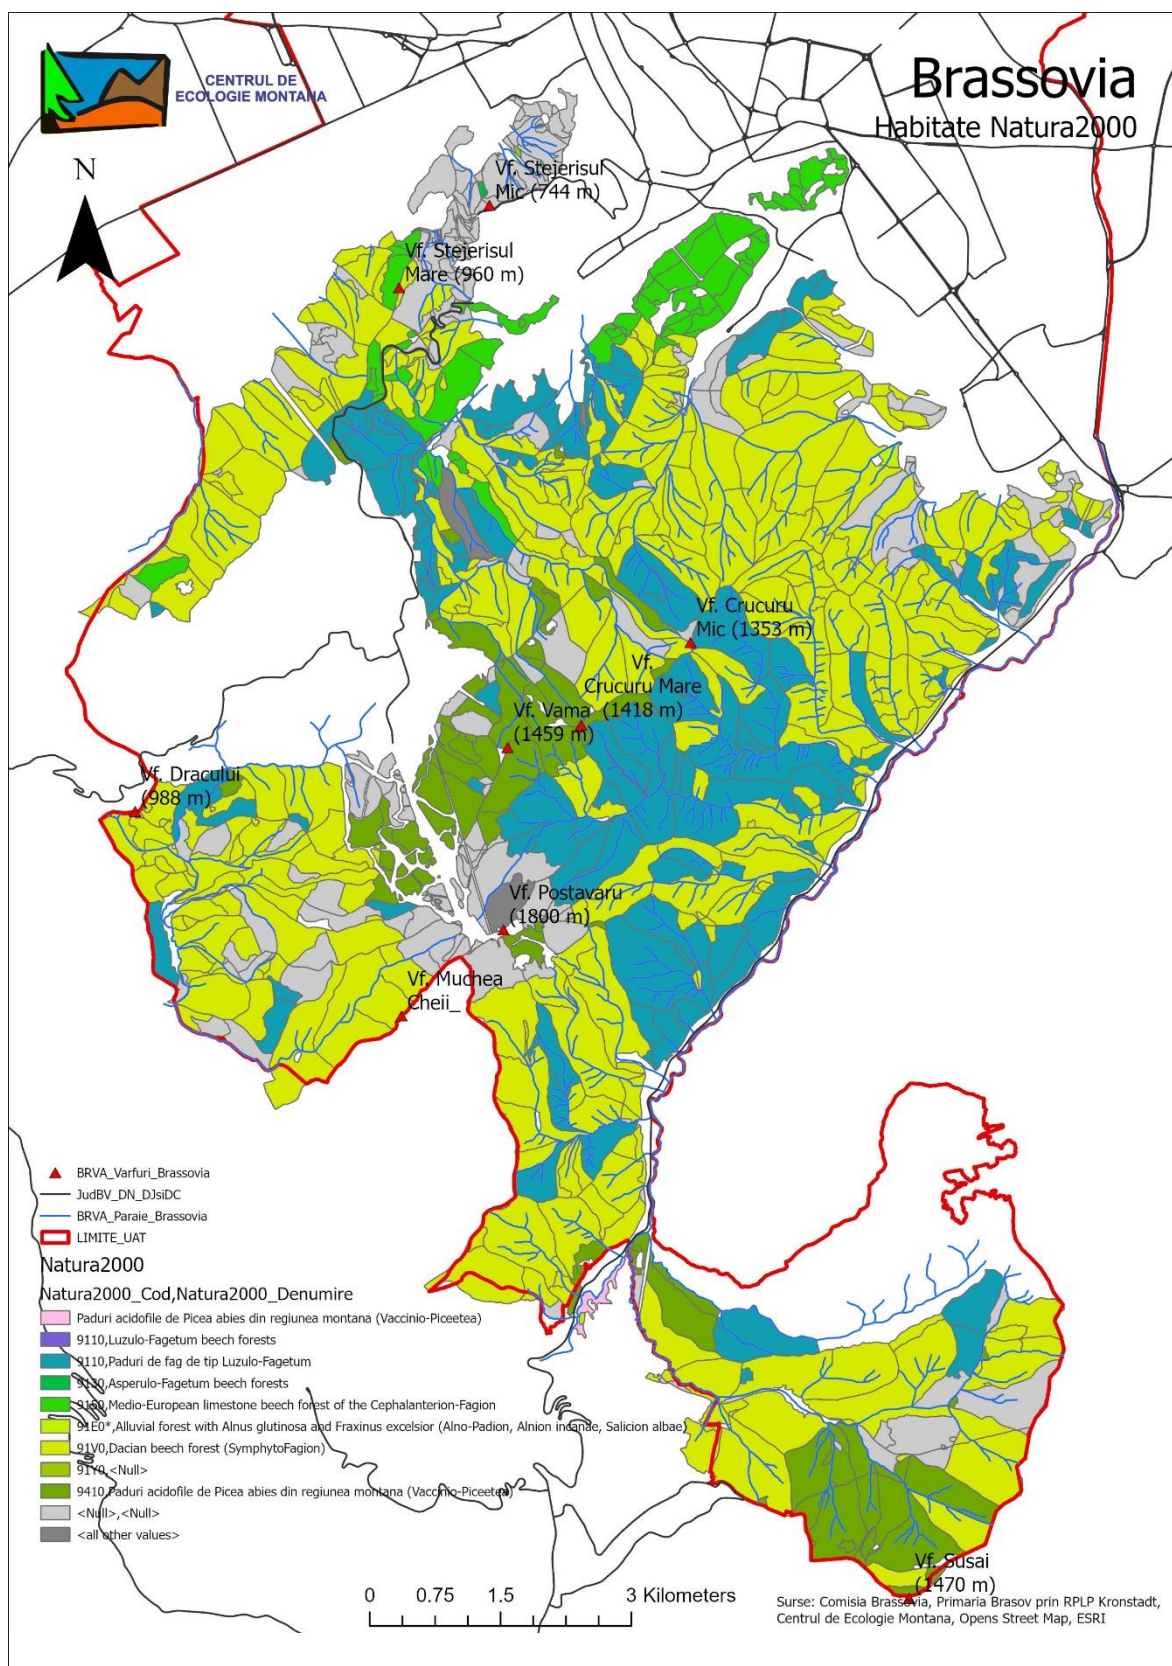 CENTRUL DE
ECOLOGIE MONTANA
Brassovia
Habitate Natura2000
N
Vf. Stejerisul
Mic (744 m)
Vf. Stejerisul
Mare (960 m)
Vf. Crucuru
Mic (1353 m)
Vf.
Crucuru Mare
(1418 m)
Vf. Vama
(1459 m)
Vf. Dracului
(988 m)
Vf. Postavaru
(1800 m)
Vf. Muchea
Cheii_
BRVA_Varfuri_Brassovia
JudBV_DN_DJsiDC
BRVA_Paraie_Brassovia
LIMITE_UAT
Natura2000
Natura2000_Cod,Natura2000_Denumire
Paduri acidofile de Picea abies din regiunea montana (Vaccinio-Piceetea)
9110,Luzulo-Fagetum beech forests
9110,Paduri de fag de tip Luzulo-Fagetum
9130,Asperulo-Fagetum beech forests
9150,Medio-European limestone beech forest of the Cephalanterion-Fagion
91E0*,Alluvial forest with Alnus glutinosa and Fraxinus excelsior (Alno-Padion, Alnion incanae, Salicion albae)
91V0,Dacian beech forest (SymphytoFagion)
91Y0,<Null>
9410,Paduri acidofile de Picea abies din regiunea montana (Vaccinio-Piceetea)
<Null>,<Null>
<all other values>
Vf. Susai
(1470 m)
0 0.75 1.5 3 Kilometers
Surse: Comisia Brassovia, Primaria Brasov prin RPLP Kronstadt,
Centrul de Ecologie Montana, Opens Street Map, ESRI